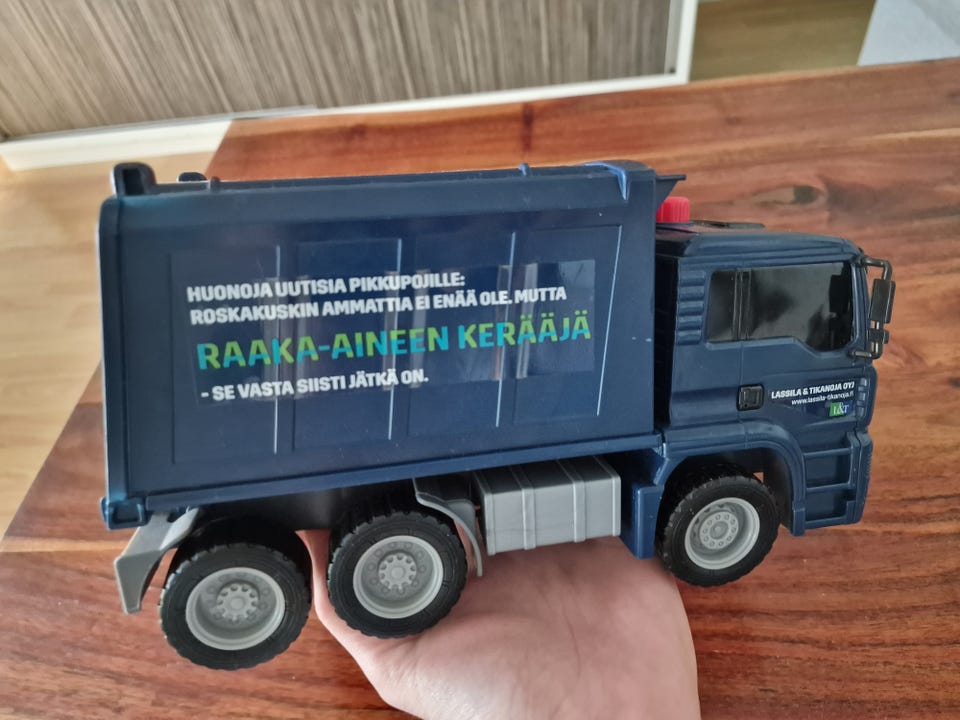 HUONOJA UUTISIA PIKKUPOJILLE:
ROSKAKUSKIN AMMATTIA EI ENÄÄ OLE. MUTTA
RAAKA-AINEEN KERÄÄJÄ
- SE VASTA SIISTI JÄTKÄ ON.
LASSILA & TIKANOJA OYJ
www.lassila-tikanoja.fi
L&T